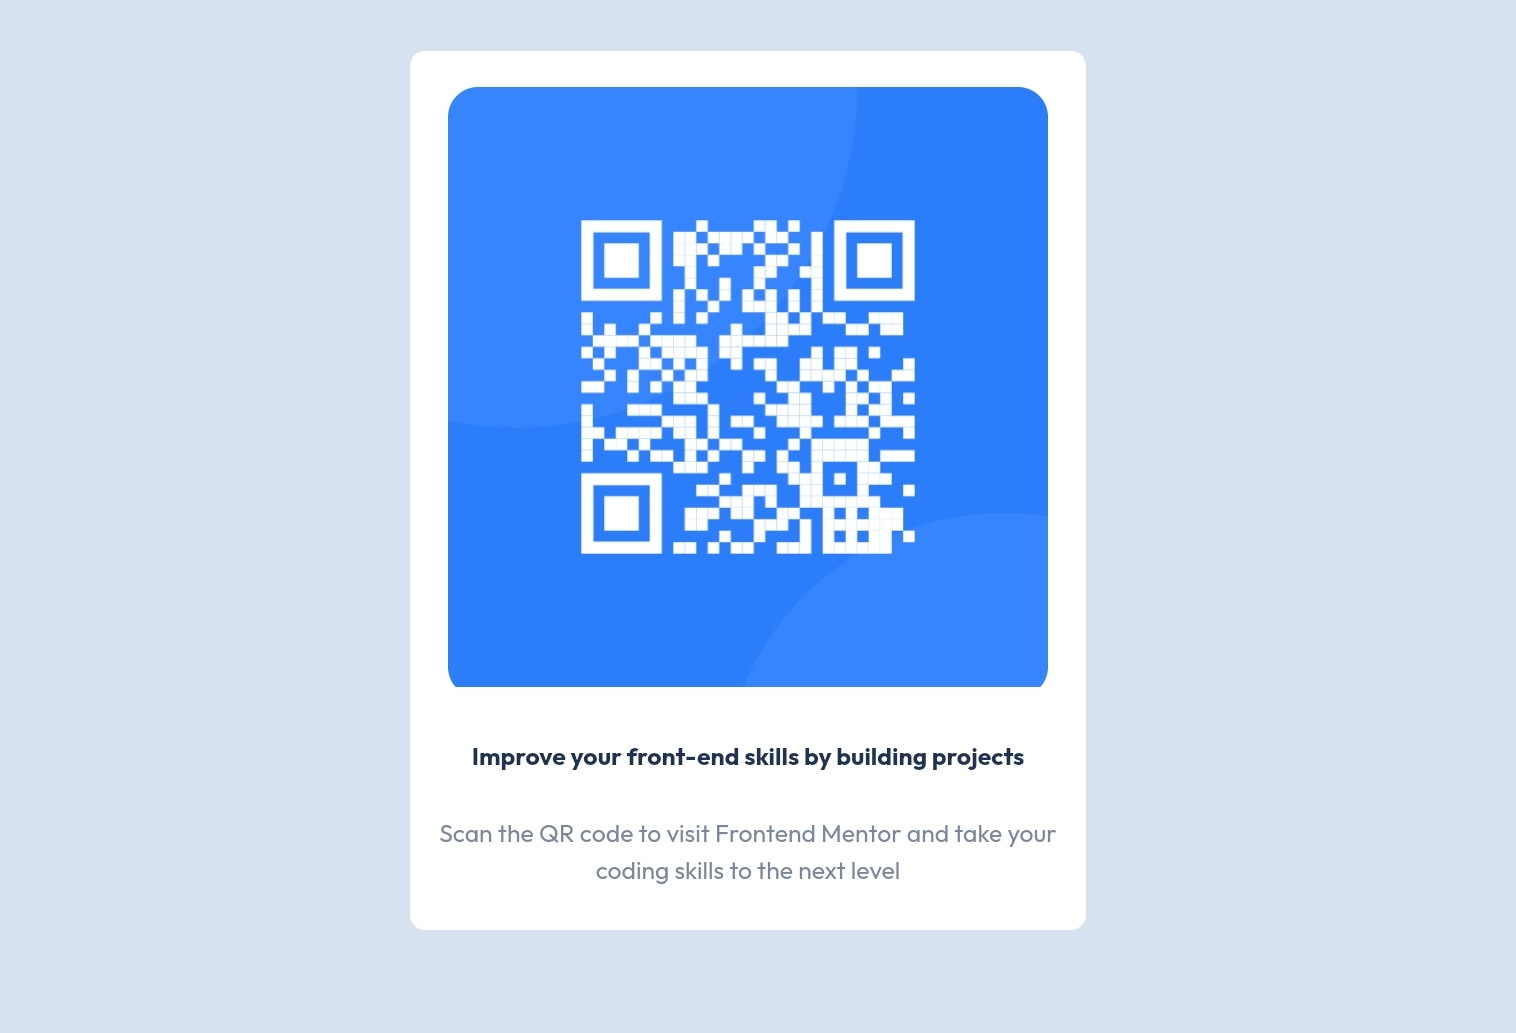 Improve your front-end skills by building projects
Scan the QR code to visit Frontend Mentor and take your
coding skills to the next level